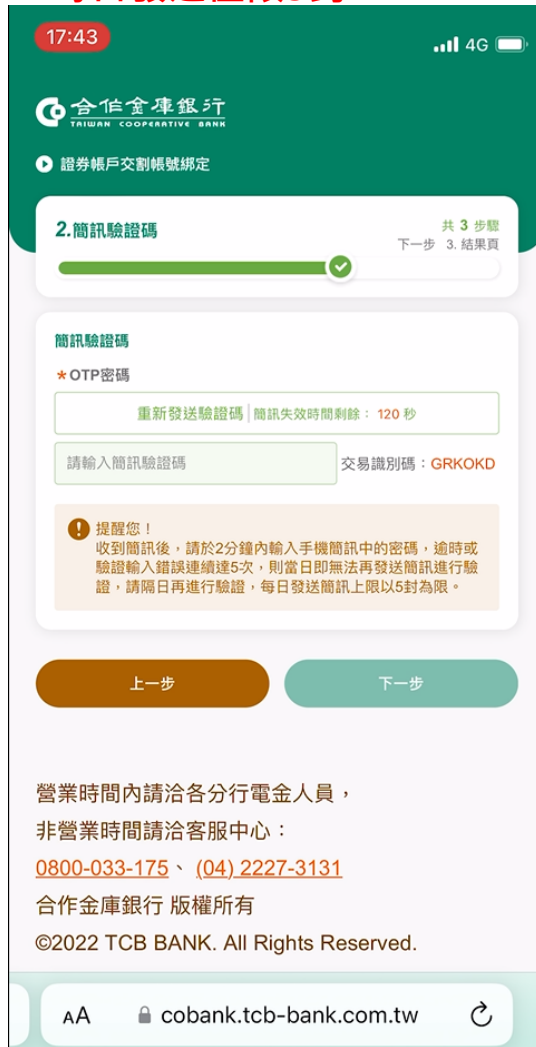 17:43
4G
合作金庫銀行
TAIWAN COOPERATIVE BANK
證券帳戶交割帳號綁定
2.簡訊驗證碼
共 3 步驟
下一步 3. 結果頁
簡訊驗證碼
*OTP密碼
重新發送驗證碼 簡訊失效時間剩餘： 120 秒
請輸入簡訊驗證碼
交易識別碼：GRKOKD
提醒您！
收到簡訊後，請於2分鐘內輸入手機簡訊中的密碼，逾時或
驗證輸入錯誤連續達5次，則當日即無法再發送簡訊進行驗
證，請隔日再進行驗證，每日發送簡訊上限以5封為限。
上一步
下一步
營業時間內請洽各分行電金人員，
非營業時間請洽客服中心：
0800-033-175、 (04) 2227-3131
合作金庫銀行 版權所有
©2022 TCB BANK. All Rights Reserved.
AA
cobank.tcb-bank.com.tw